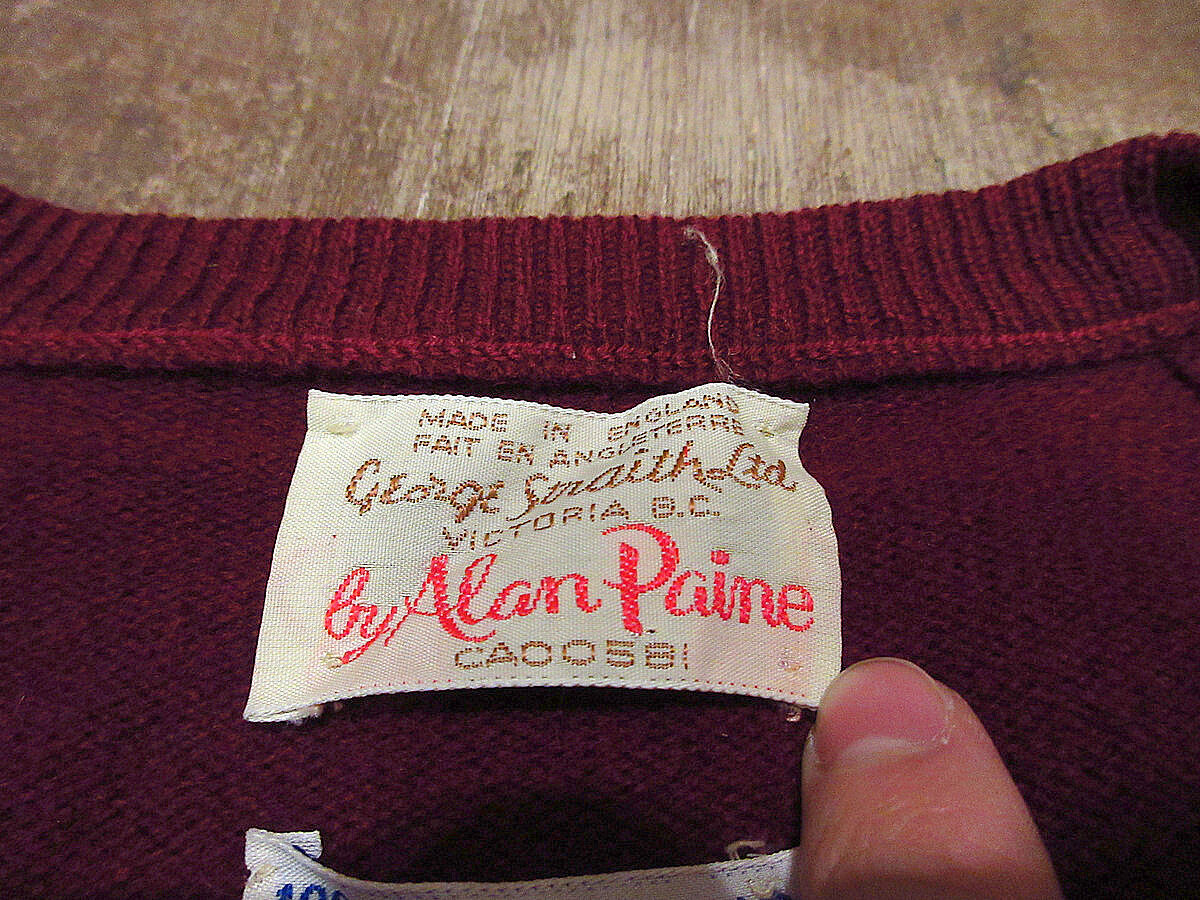 MADE IN ENGLAND
FAIT EN ANGLETERRE
George Straith Ltd
VICTORIA B.C.
by Alan Paine
CA00581